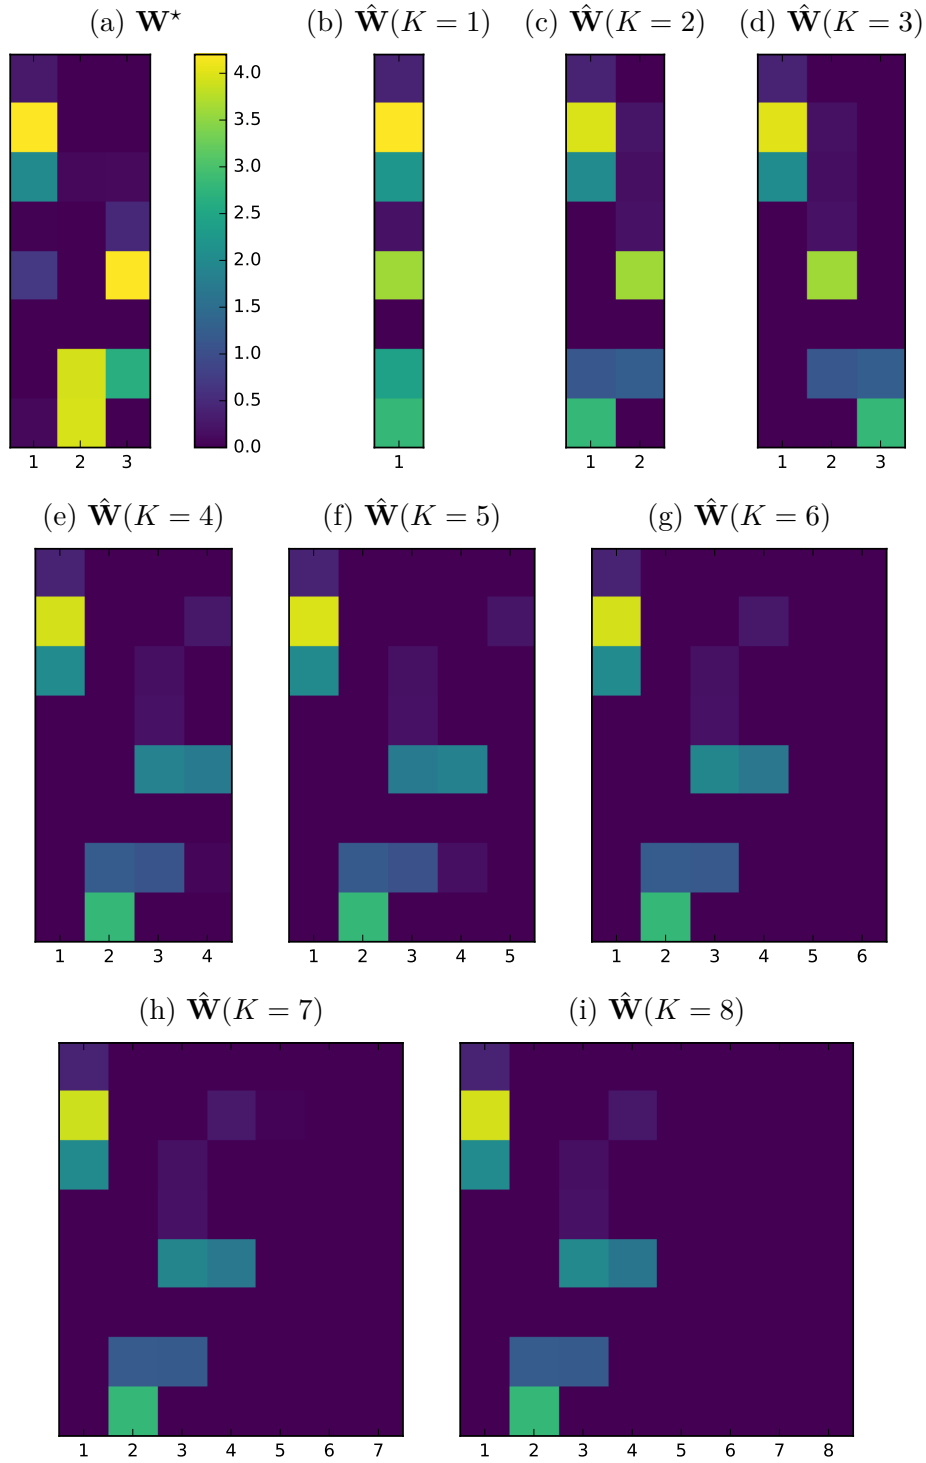 (a) W⋆ (b) Ŵ(K = 1) (c) Ŵ(K = 2) (d) Ŵ(K = 3)
4.0
3.5
3.0
2.5
2.0
1.5
1.0
0.5
0.0
1 2 3 1 1 2 1 2 3
(e) Ŵ(K = 4) (f) Ŵ(K = 5) (g) Ŵ(K = 6)
1 2 3 4 1 2 3 4 5 1 2 3 4 5 6
(h) Ŵ(K = 7) (i) Ŵ(K = 8)
1 2 3 4 5 6 7 1 2 3 4 5 6 7 8